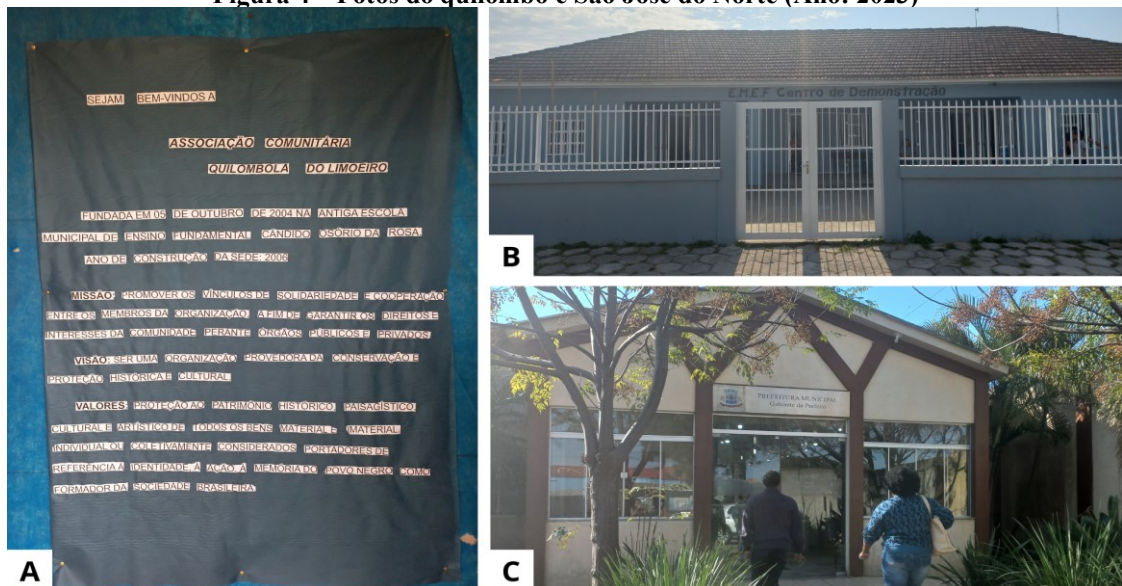 Figura 4 – Fotos do quilombo e São José do Norte (Ano: 2023)
SEJAM BEM-VINDOS A
ASSOCIAÇÃO COMUNITÁRIA
QUILOMBOLA DO LIMOEIRO
FUNDADA EM 05 DE OUTUBRO DE 2004 NA ANTIGA ESCOLA
MUNICIPAL DE ENSINO FUNDAMENTAL CANDIDO OSÓRIO DA ROSA
ANO DE CONSTRUÇÃO DA SEDE: 2006
MISSÃO: PROMOVER OS VÍNCULOS DE SOLIDARIEDADE E COOPERAÇÃO
ENTRE OS MEMBROS DA ORGANIZAÇÃO A FIM DE GARANTIR OS DIREITOS E
INTERESSES DA COMUNIDADE PERANTE ÓRGÃOS PÚBLICOS E PRIVADOS
VISÃO: SER UMA ORGANIZAÇÃO PROVEDORA DA CONSERVAÇÃO E
PROTEÇÃO HISTÓRICA E CULTURAL
VALORES: PROTEÇÃO AO PATRIMÔNIO HISTÓRICO, PAISAGÍSTICO,
CULTURAL E ARTÍSTICO DE TODOS OS BENS MATERIAL E IMATERIAL
INDIVIDUAL OU COLETIVAMENTE CONSIDERADOS PORTADORES DE
REFERÊNCIA À IDENTIDADE, À AÇÃO, À MEMÓRIA DO POVO NEGRO COMO
FORMADOR DA SOCIEDADE BRASILEIRA
A
E.M.E.F Centro de Demonstração
B
PREFEITURA MUNICIPAL
Gabinete do Prefeito
C